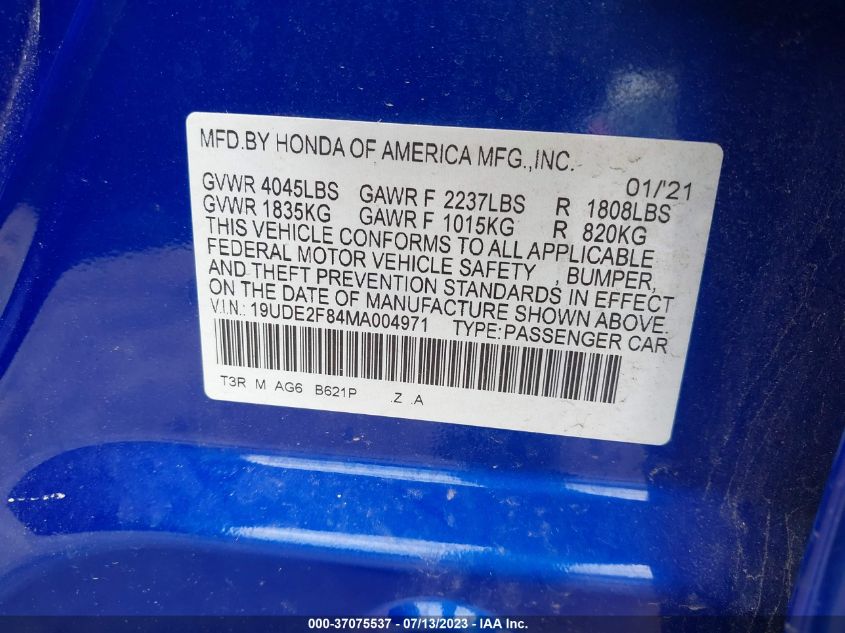 MFD.BY HONDA OF AMERICA MFG.,INC.
01/'21
GVWR 4045LBS GAWR F 2237LBS R 1808LBS
GVWR 1835KG GAWR F 1015KG R 820KG
THIS VEHICLE CONFORMS TO ALL APPLICABLE
FEDERAL MOTOR VEHICLE SAFETY , BUMPER,
AND THEFT PREVENTION STANDARDS IN EFFECT
ON THE DATE OF MANUFACTURE SHOWN ABOVE.
V.I.N.: 19UDE2F84MA004971 TYPE:PASSENGER CAR
T3R M AG6 B621P .Z .A
000-37075537 - 07/13/2023 - IAA Inc.